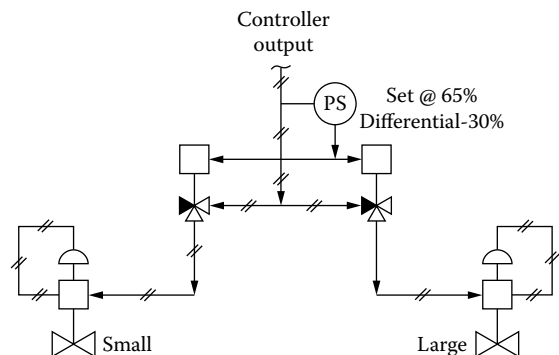 Controller
output
PS
Set @ 65%
Differential-30%
Small
Large